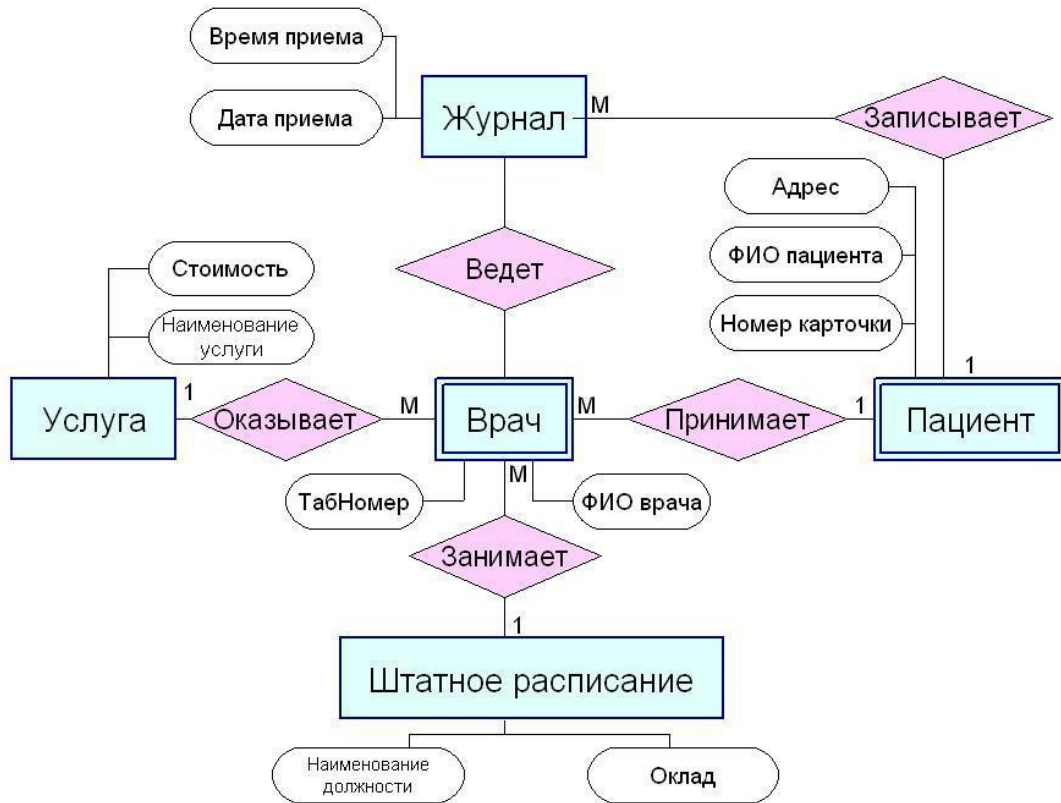 Время приема
Дата приема
Журнал
М
Записывает
Адрес
ФИО пациента
Номер карточки
Ведет
Стоимость
Наименование
услуги
Услуга
1
Оказывает
М
Врач
М
Принимает
1
1
Пациент
ТабНомер
М
ФИО врача
Занимает
1
Штатное расписание
Наименование
должности
Оклад